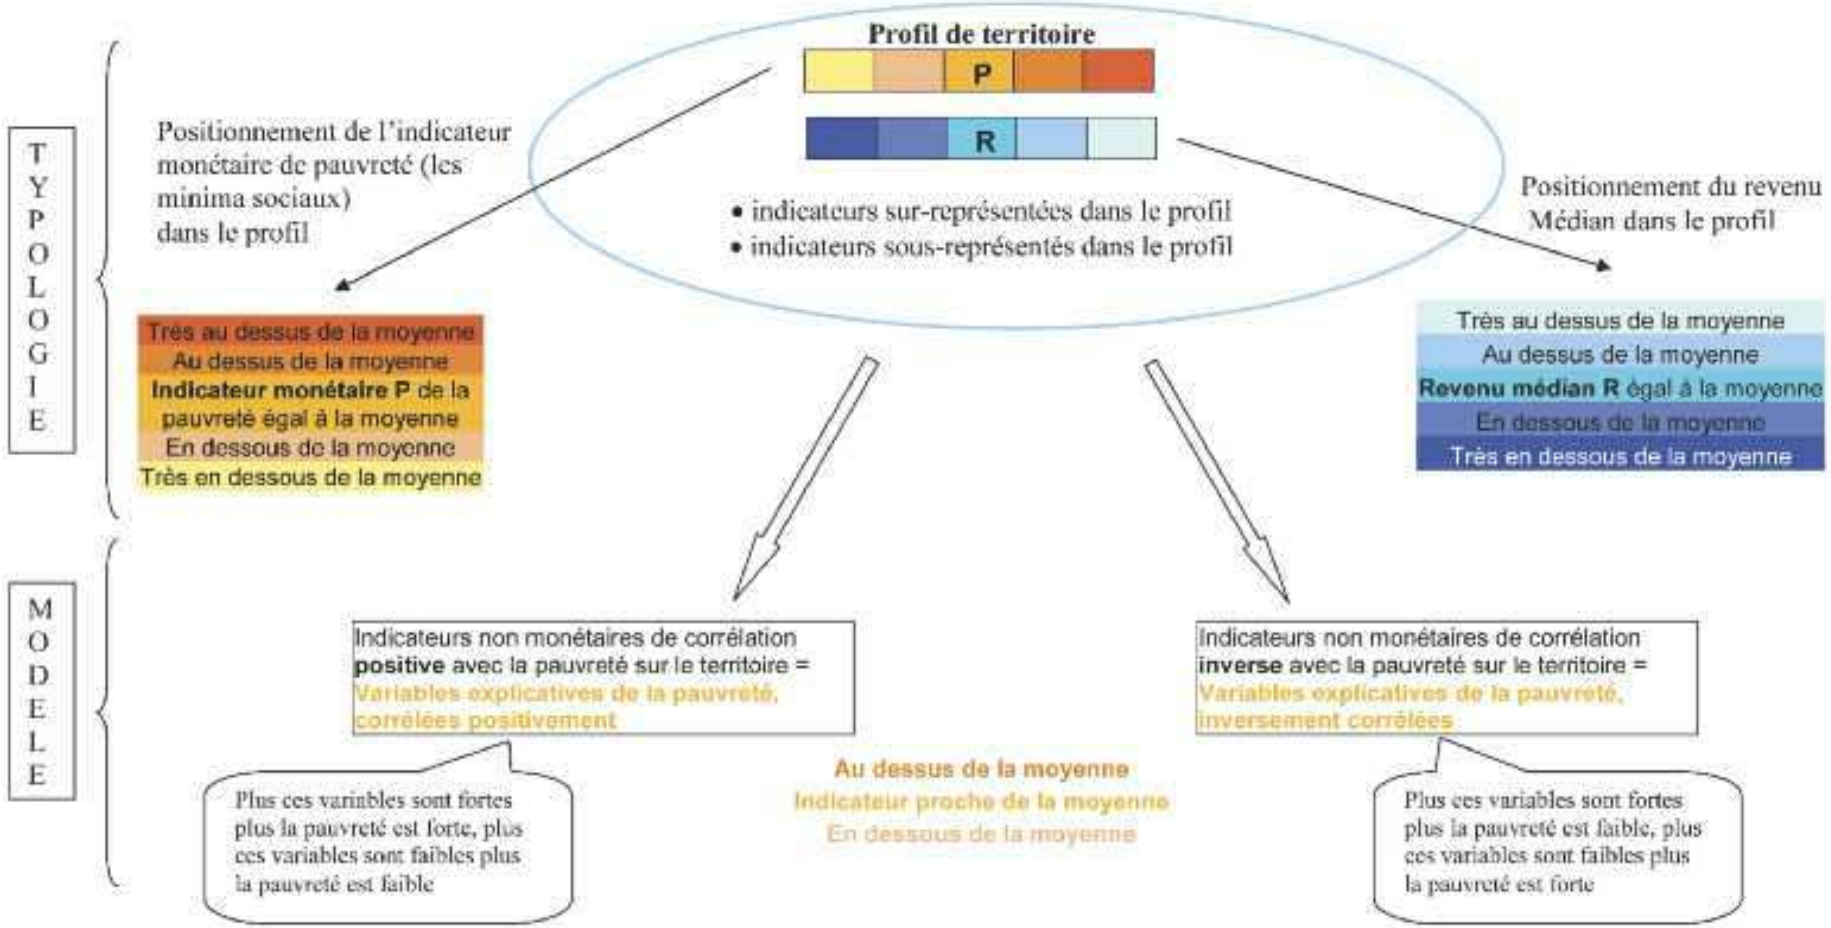 Profil de territoire
P
R
• indicateurs sur-représentées dans le profil
• indicateurs sous-représentés dans le profil
TYPOLOGIE
Positionnement de l'indicateur
monétaire de pauvreté (les
minima sociaux)
dans le profil
Positionnement du revenu
Médian dans le profil
Très au dessus de la moyenne
Au dessus de la moyenne
Indicateur monétaire P de la
pauvreté égal à la moyenne
En dessous de la moyenne
Très en dessous de la moyenne
Très au dessus de la moyenne
Au dessus de la moyenne
Revenu médian R égal à la moyenne
En dessous de la moyenne
Très en dessous de la moyenne
MODELE
Indicateurs non monétaires de corrélation
positive avec la pauvreté sur le territoire =
Variables explicatives de la pauvreté,
corrélées positivement
Indicateurs non monétaires de corrélation
inverse avec la pauvreté sur le territoire =
Variables explicatives de la pauvreté,
inversement corrélées
Plus ces variables sont fortes
plus la pauvreté est forte, plus
ces variables sont faibles plus
la pauvreté est faible
Au dessus de la moyenne
Indicateur proche de la moyenne
En dessous de la moyenne
Plus ces variables sont fortes
plus la pauvreté est faible, plus
ces variables sont faibles plus
la pauvreté est forte